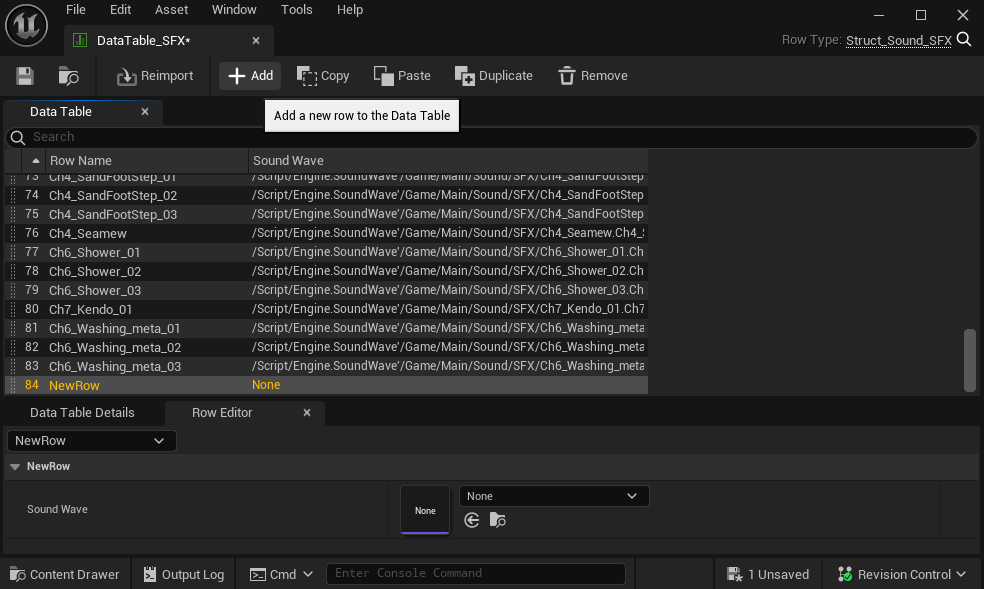 File Edit Asset Window Tools Help
DataTable_SFX*
Row Type: Struct_Sound_SFX
Reimport Add Copy Paste Duplicate Remove
Data Table
Add a new row to the Data Table
Search
Row Name Sound Wave
73 Ch4_SandFootStep_01 /Script/Engine.SoundWave'/Game/Main/Sound/SFX/Ch4_SandFootStep
74 Ch4_SandFootStep_02 /Script/Engine.SoundWave'/Game/Main/Sound/SFX/Ch4_SandFootStep
75 Ch4_SandFootStep_03 /Script/Engine.SoundWave'/Game/Main/Sound/SFX/Ch4_SandFootStep
76 Ch4_Seamew /Script/Engine.SoundWave'/Game/Main/Sound/SFX/Ch4_Seamew.Ch4_
77 Ch6_Shower_01 /Script/Engine.SoundWave'/Game/Main/Sound/SFX/Ch6_Shower_01.Ch
78 Ch6_Shower_02 /Script/Engine.SoundWave'/Game/Main/Sound/SFX/Ch6_Shower_02.Ch
79 Ch6_Shower_03 /Script/Engine.SoundWave'/Game/Main/Sound/SFX/Ch6_Shower_03.Ch
80 Ch7_Kendo_01 /Script/Engine.SoundWave'/Game/Main/Sound/SFX/Ch7_Kendo_01.Ch7
81 Ch6_Washing_meta_01 /Script/Engine.SoundWave'/Game/Main/Sound/SFX/Ch6_Washing_meta
82 Ch6_Washing_meta_02 /Script/Engine.SoundWave'/Game/Main/Sound/SFX/Ch6_Washing_meta
83 Ch6_Washing_meta_03 /Script/Engine.SoundWave'/Game/Main/Sound/SFX/Ch6_Washing_meta
84 NewRow None
Data Table Details Row Editor
NewRow
NewRow
Sound Wave None None
Content Drawer Output Log Cmd Enter Console Command 1 Unsaved Revision Control